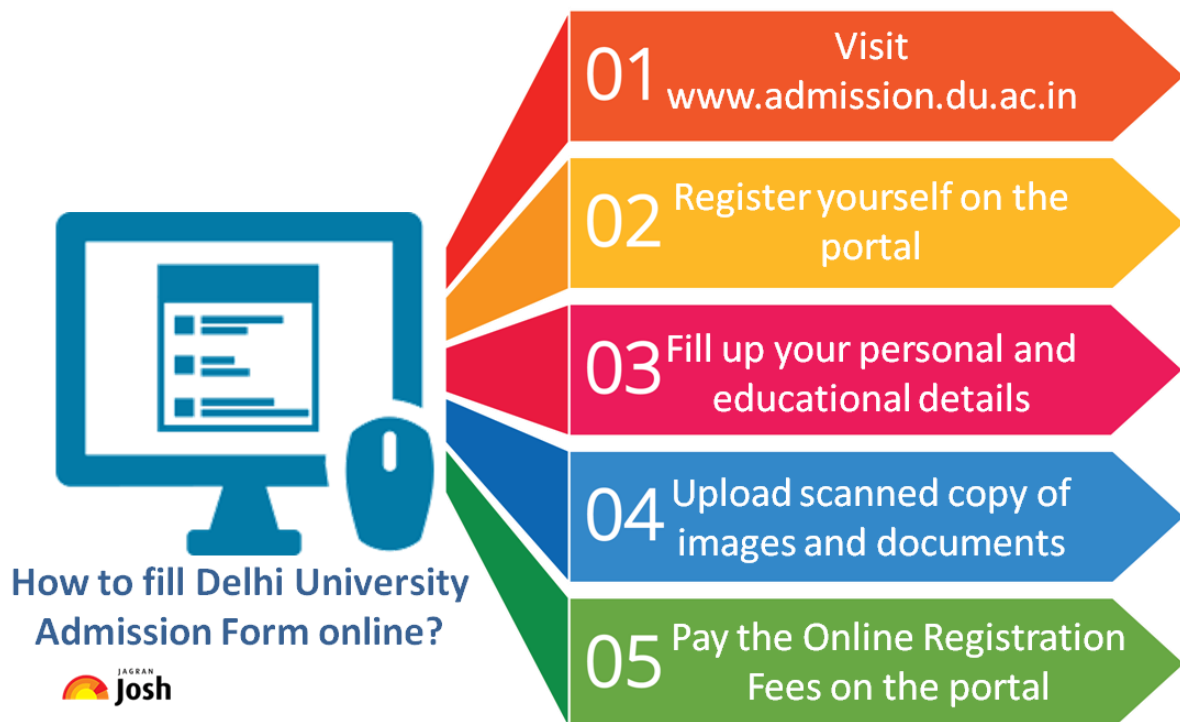 01
Visit
www.admission.du.ac.in
02
Register yourself on the
portal
03
Fill up your personal and
educational details
04
Upload scanned copy of
images and documents
05
Pay the Online Registration
Fees on the portal
How to fill Delhi University
Admission Form online?
JAGRAN
Josh